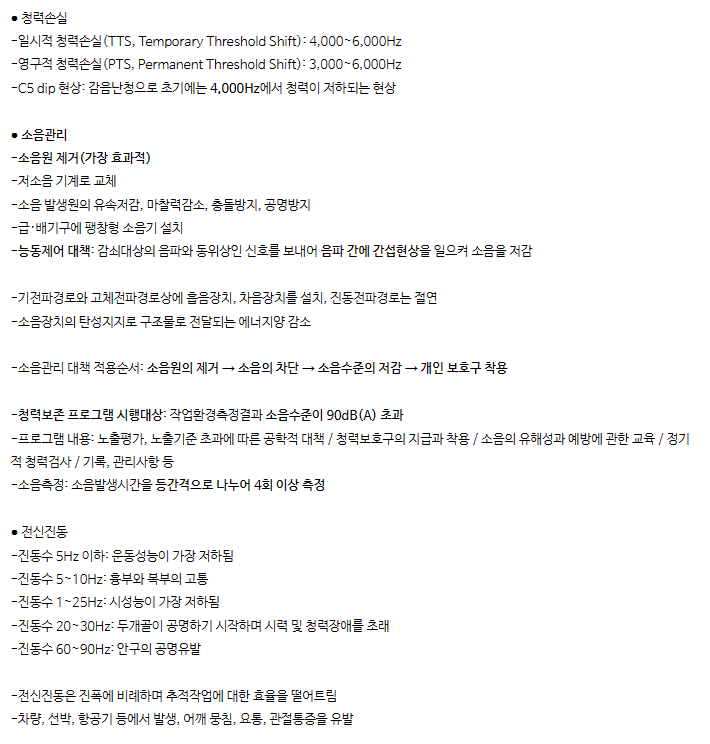 ● 청력손실
-일시적 청력손실(TTS, Temporary Threshold Shift): 4,000~6,000Hz
-영구적 청력손실(PTS, Permanent Threshold Shift): 3,000~6,000Hz
-C5 dip 현상: 감음난청으로 초기에는 4,000Hz에서 청력이 저하되는 현상
● 소음관리
-소음원 제거(가장 효과적)
-저소음 기계로 교체
-소음 발생원의 유속저감, 마찰력감소, 충돌방지, 공명방지
-급·배기구에 팽창형 소음기 설치
-능동제어 대책: 감쇠대상의 음파와 동위상인 신호를 보내어 음파 간에 간섭현상을 일으켜 소음을 저감
-기전파경로와 고체전파경로상에 흡음장치, 차음장치를 설치, 진동전파경로는 절연
-소음장치의 탄성지지로 구조물로 전달되는 에너지양 감소
-소음관리 대책 적용순서: 소음원의 제거 → 소음의 차단 → 소음수준의 저감 → 개인 보호구 착용
-청력보존 프로그램 시행대상: 작업환경측정결과 소음수준이 90dB(A) 초과
-프로그램 내용: 노출평가, 노출기준 초과에 따른 공학적 대책 / 청력보호구의 지급과 착용 / 소음의 유해성과 예방에 관한 교육 / 정기
적 청력검사 / 기록, 관리사항 등
-소음측정: 소음발생시간을 등간격으로 나누어 4회 이상 측정
● 전신진동
-진동수 5Hz 이하: 운동성능이 가장 저하됨
-진동수 5~10Hz: 흉부와 복부의 고통
-진동수 1~25Hz: 시성능이 가장 저하됨
-진동수 20~30Hz: 두개골이 공명하기 시작하며 시력 및 청력장애를 초래
-진동수 60~90Hz: 안구의 공명유발
-전신진동은 진폭에 비례하며 추적작업에 대한 효율을 떨어트림
-차량, 선박, 항공기 등에서 발생, 어깨 뭉침, 요통, 관절통증을 유발